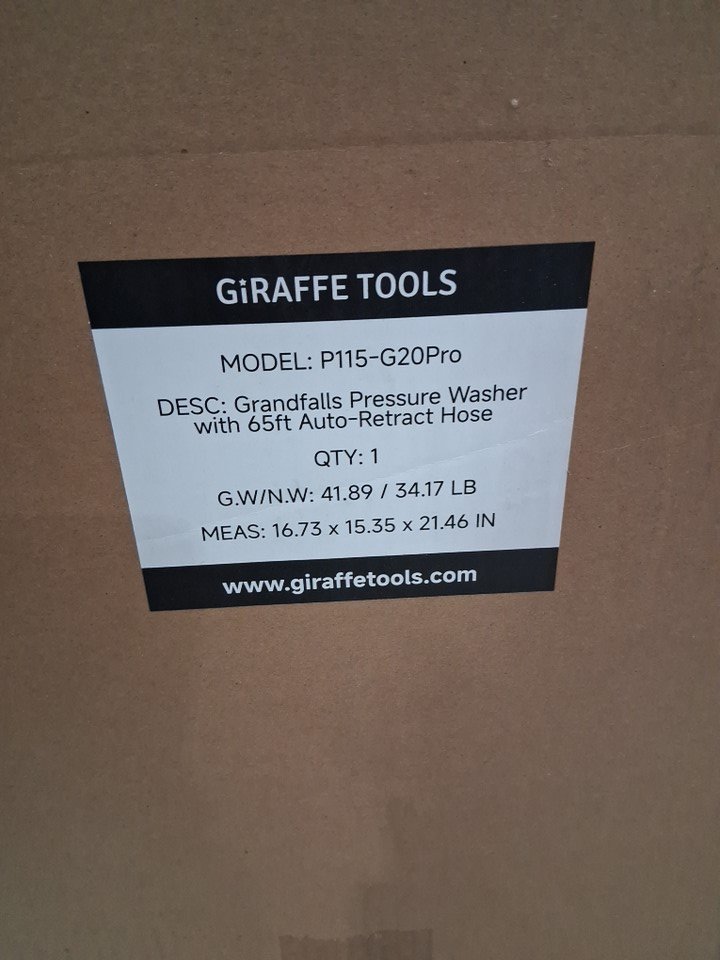 GiRAFFE TOOLS
MODEL: P115-G20Pro
DESC: Grandfalls Pressure Washer
with 65ft Auto-Retract Hose
QTY: 1
G.W/N.W: 41.89 / 34.17 LB
MEAS: 16.73 x 15.35 x 21.46 IN
www.giraffetools.com